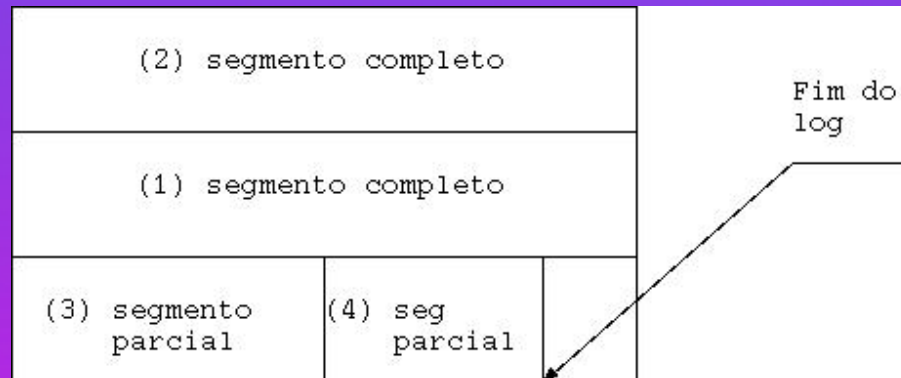 (2) segmento completo
Fim do
log
(1) segmento completo
(3) segmento
parcial
(4) seg
parcial